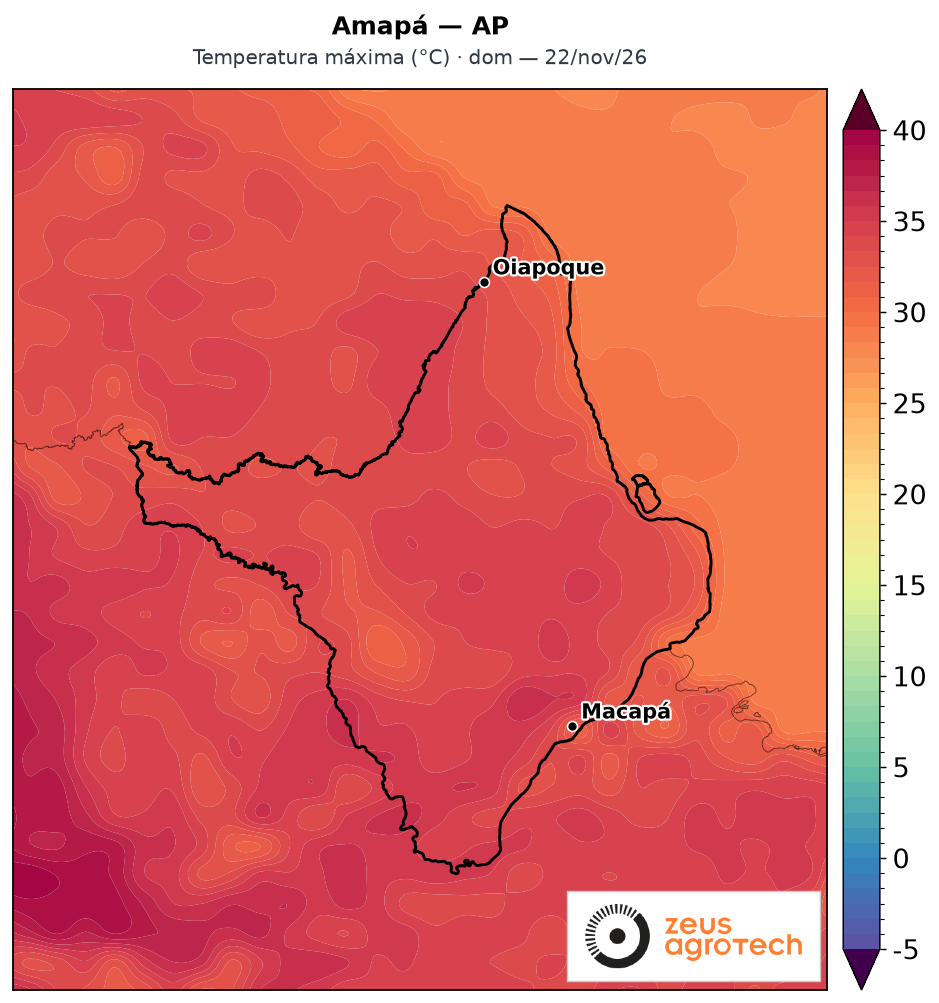 Amapá — AP
Temperatura máxima (°C) · dom — 22/nov/26
Oiapoque
Macapá
40
35
30
25
20
15
10
5
0
-5
zeus
agrotech